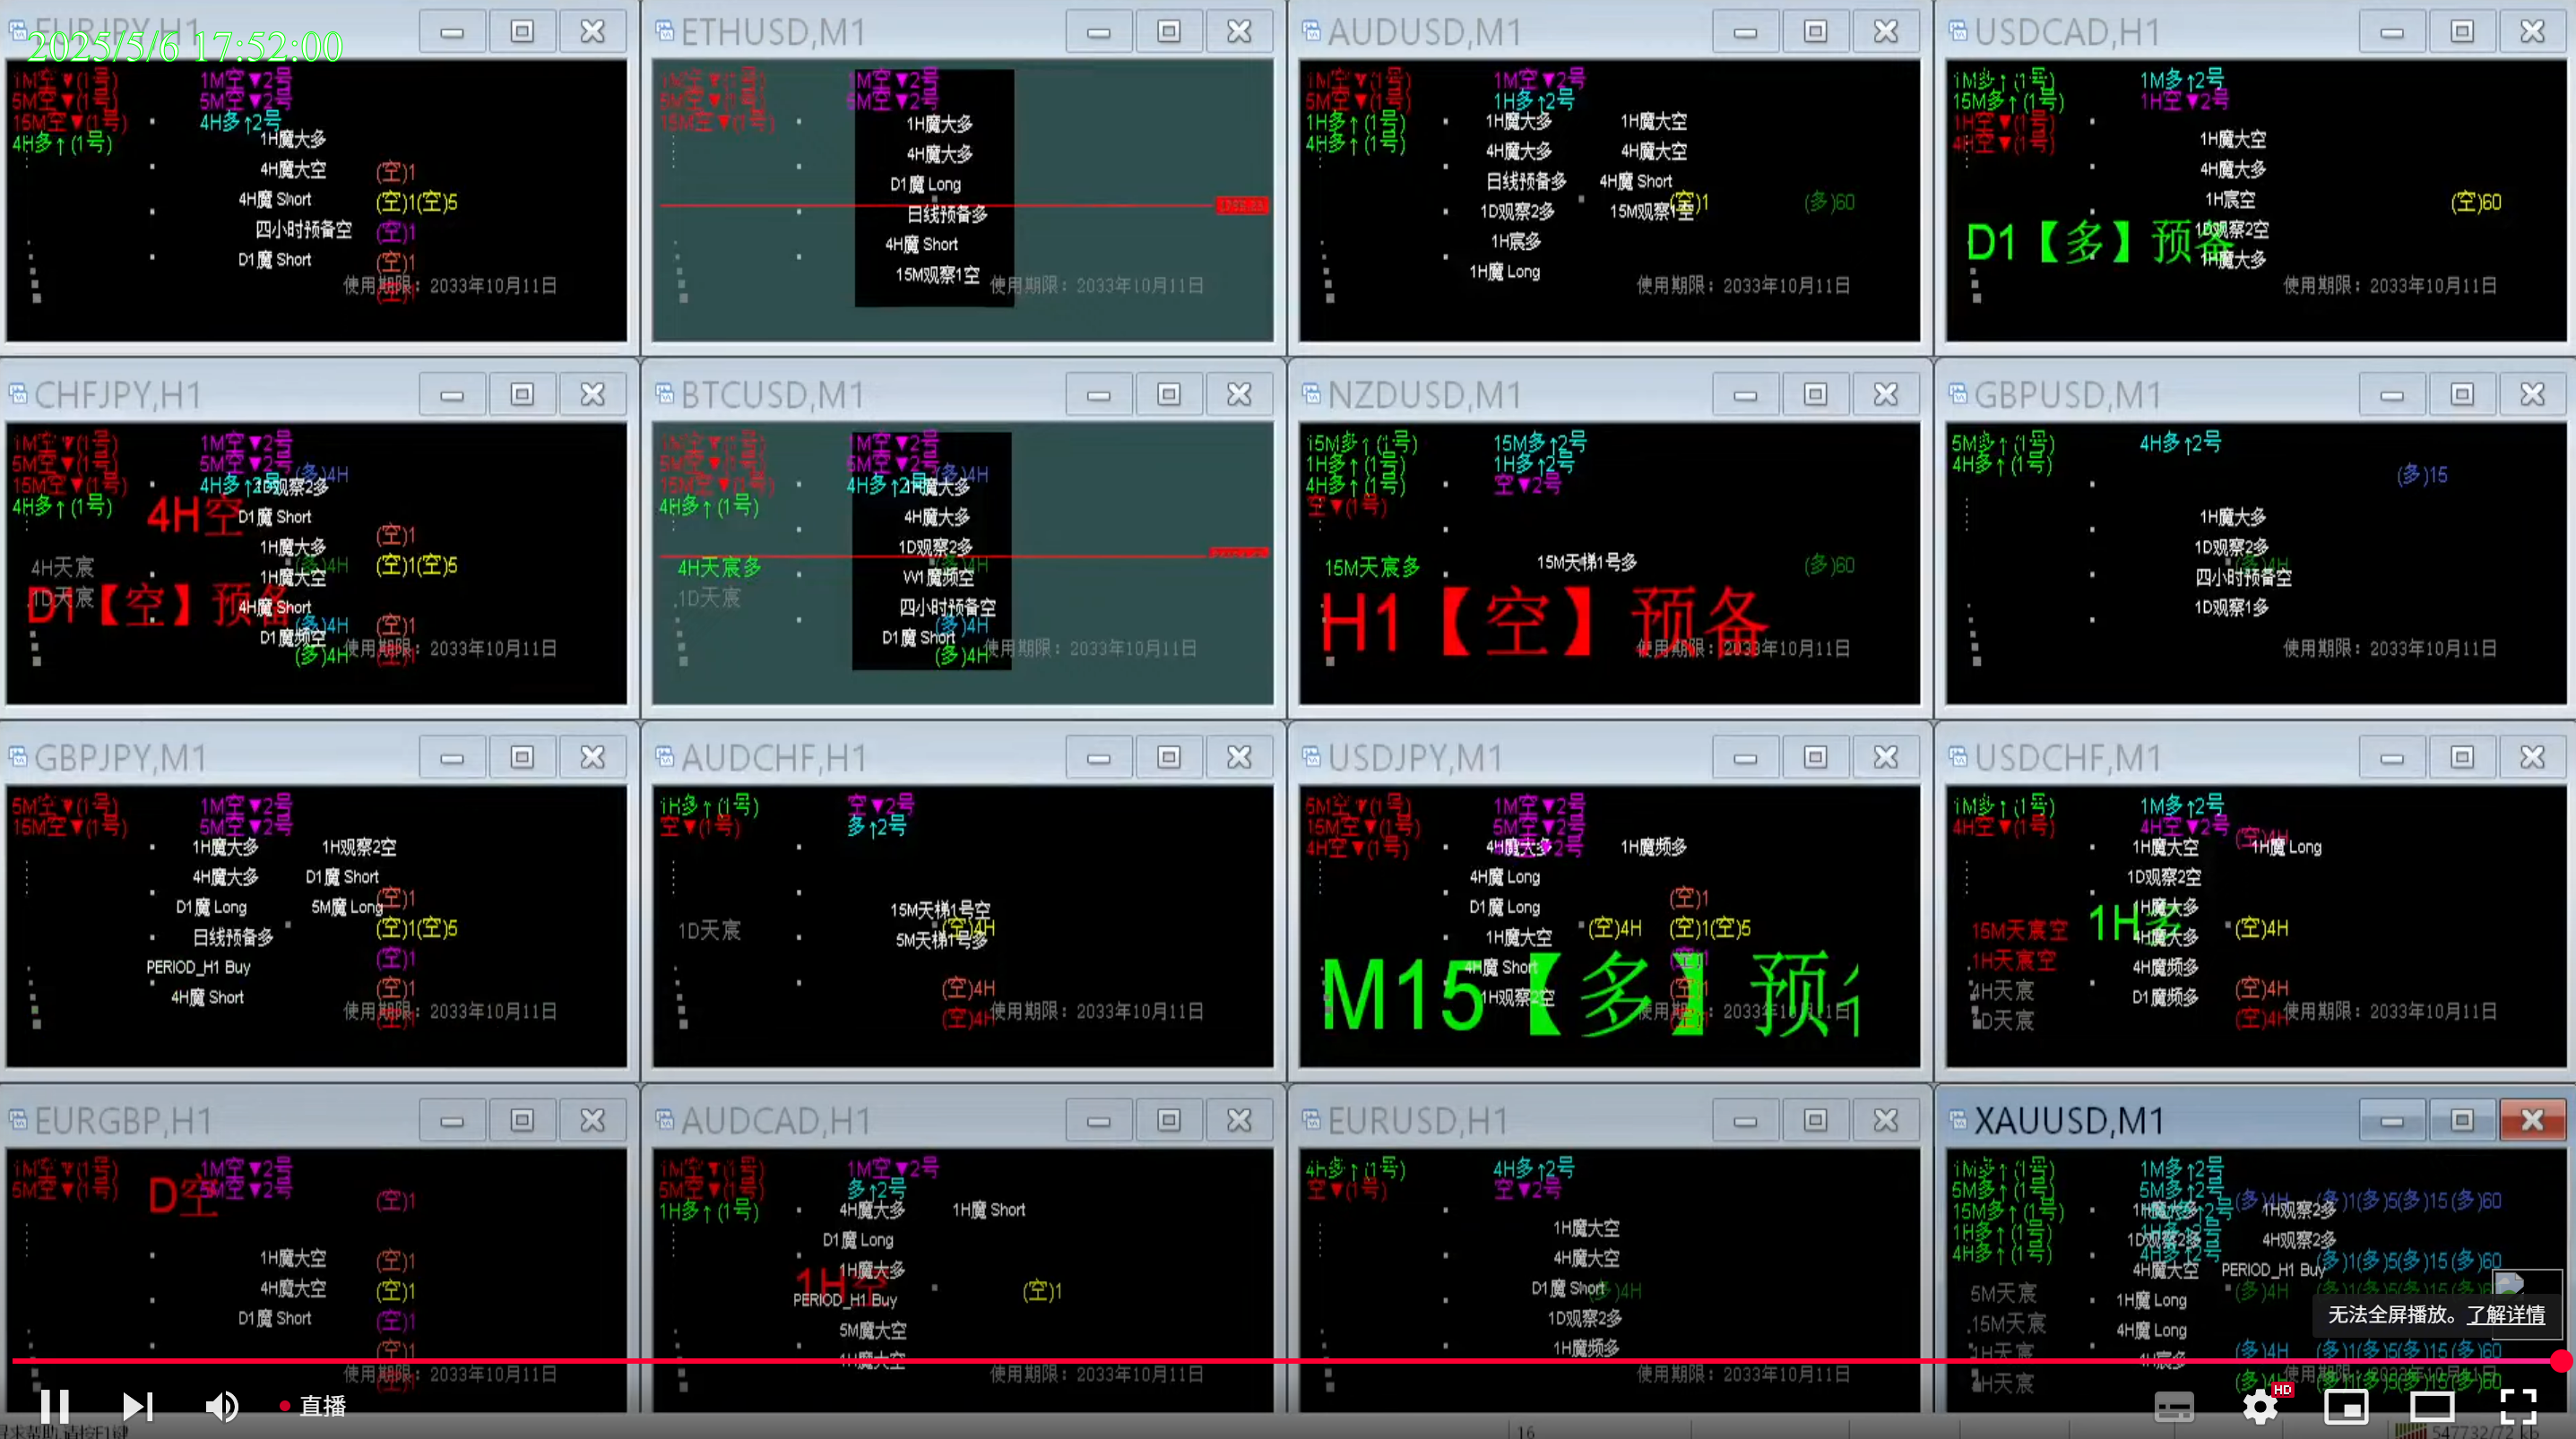 EURJPY,H1
2025/5/6 17:52:00
1M空▼(1号)
5M空▼(1号)
15M空▼(1号)
4H多↑(1号)
1M空▼2号
5M空▼2号
4H多↑2号
1H魔大多
4H魔大空
4H魔 Short
四小时预备空
D1魔 Short
(空)1
(空)1(空)5
(空)1
(空)1
使用期限：2033年10月11日
ETHUSD,M1
1M空▼(1号)
5M空▼(1号)
15M空▼(1号)
1M空▼2号
5M空▼2号
1H魔大多
4H魔大多
D1魔 Long
日线预备多
4H魔 Short
15M观察1空
使用期限：2033年10月11日
AUDUSD,M1
1M空▼(1号)
5M空▼(1号)
1H多↑(1号)
4H多↑(1号)
1M空▼2号
1H多↑2号
1H魔大多
4H魔大多
日线预备多
1D观察2多
1H宸多
1H魔 Long
1H魔大空
4H魔大空
4H魔 Short
15M观察1空
(空)1
(多)60
使用期限：2033年10月11日
USDCAD,H1
1M多↑(1号)
15M多↑(1号)
1H空▼(1号)
4H空▼(1号)
1M多↑2号
1H空▼2号
1H魔大空
4H魔大多
1H宸空
1D观察2空
1H魔大多
(空)60
D1【多】预备
使用期限：2033年10月11日
CHFJPY,H1
1M空▼(1号)
5M空▼(1号)
15M空▼(1号)
4H多↑(1号)
1M空▼2号
5M空▼2号
4H多↑2号
(多)4H
1D观察2多
4H空
D1魔 Short
1H魔大多
(空)1
4H天宸
(多)4H
(空)1(空)5
1H魔大空
1D天宸
D1【空】预备
4H魔 Short
(多)4H
(空)1
D1魔频空
(多)4H
使用期限：2033年10月11日
BTCUSD,M1
1M空▼(1号)
5M空▼(1号)
15M空▼(1号)
4H多↑(1号)
1M空▼2号
5M空▼2号
4H多↑2号
(多)4H
1H魔大多
4H魔大多
1D观察2多
4H天宸多
(多)4H
W1魔频空
1D天宸
四小时预备空
(多)4H
D1魔 Short
(多)4H
使用期限：2033年10月11日
NZDUSD,M1
15M多↑(1号)
1H多↑(1号)
4H多↑(1号)
空▼(1号)
15M多↑2号
1H多↑2号
空▼2号
15M天梯1号多
15M天宸多
(多)60
H1【空】预备
使用期限：2033年10月11日
GBPUSD,M1
5M多↑(1号)
4H多↑(1号)
4H多↑2号
(多)15
1H魔大多
1D观察2多
(多)4H
四小时预备空
1D观察1多
使用期限：2033年10月11日
GBPJPY,M1
5M空▼(1号)
15M空▼(1号)
1M空▼2号
5M空▼2号
1H魔大多
4H魔大多
D1魔 Long
日线预备多
PERIOD_H1 Buy
4H魔 Short
1H观察2空
D1魔 Short
5M魔 Long
(空)1
(空)1(空)5
(空)1
(空)1
使用期限：2033年10月11日
AUDCHF,H1
1H多↑(1号)
空▼(1号)
空▼2号
多↑2号
15M天梯1号空
(空)4H
5M天梯1号多
1D天宸
(空)4H
(空)4H
使用期限：2033年10月11日
USDJPY,M1
5M空▼(1号)
15M空▼(1号)
4H空▼(1号)
1M空▼2号
5M空▼2号
4H魔大多
4H魔 Long
D1魔 Long
1H魔大空
4H魔 Short
1H观察2空
1H魔频多
(空)1
(空)4H
(空)1(空)5
(空)1
(空)1
M15【多】预
使用期限：2033年10月11日
USDCHF,M1
1M多↑(1号)
4H空▼(1号)
1M多↑2号
4H空▼2号
(空)4H
1H魔大空
1H魔 Long
1D观察2空
1H魔大多
1H多
4H魔大多
4H魔频多
D1魔频多
15M天宸空
1H天宸空
4H天宸
1D天宸
(空)4H
(空)4H
(空)4H
使用期限：2033年10月11日
EURGBP,H1
1M空▼(1号)
5M空▼(1号)
D空
1M空▼2号
5M空▼2号
(空)1
1H魔大空
4H魔大空
D1魔 Short
(空)1
(空)1
(空)1
(空)1
使用期限：2033年10月11日
AUDCAD,H1
1M空▼(1号)
5M空▼(1号)
1H多↑(1号)
1M空▼2号
多↑2号
4H魔大多
1H魔 Short
D1魔 Long
1H魔大多
1H空
PERIOD_H1 Buy
5M魔大空
1H魔大空
(空)1
使用期限：2033年10月11日
EURUSD,H1
4H多↑(1号)
空▼(1号)
4H多↑2号
空▼2号
1H魔大空
4H魔大空
D1魔 Short
(多)4H
1D观察2多
1H魔频多
使用期限：2033年10月11日
XAUUSD,M1
1M多↑(1号)
5M多↑(1号)
15M多↑(1号)
1H多↑(1号)
4H多↑(1号)
1M多↑2号
5M多↑2号
(多)4H
(多)1(多)5(多)15(多)60
1H魔大多
1H观察2多
1D观察2多
4H观察2多
4H魔大空
PERIOD_H1 Buy
(多)1(多)5(多)15(多)60
5M天宸
1H魔 Long
(多)4H
15M天宸
4H魔 Long
1H天宸
4H宸多
(多)4H
(多)1(多)5(多)15(多)60
4H天宸
使用期限：2033年10月11日
无法全屏播放。了解详情
直播
HD
16
547732/72 kb